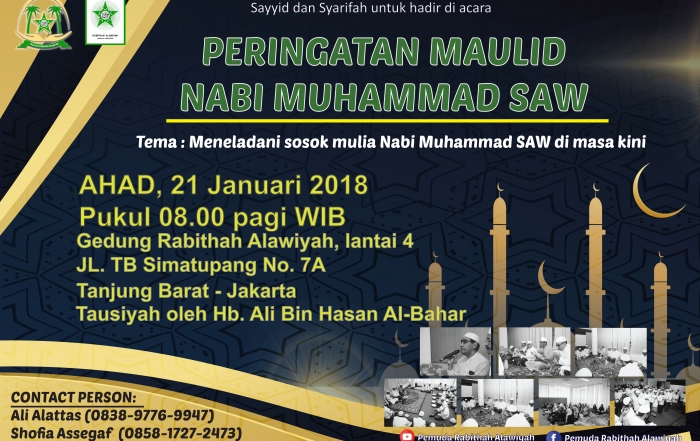 Sayyid dan Syarifah untuk hadir di acara
PERINGATAN MAULID
NABI MUHAMMAD SAW
Tema : Meneladani sosok mulia Nabi Muhammad SAW di masa kini
AHAD, 21 Januari 2018
Pukul 08.00 pagi WIB
Gedung Rabithah Alawiyah, lantai 4
JL. TB Simatupang No. 7A
Tanjung Barat - Jakarta
Tausiyah oleh Hb. Ali Bin Hasan Al-Bahar
CONTACT PERSON:
Ali Alattas (0838-9776-9947)
Shofia Assegaf (0858-1727-2473)
Pemuda Rabithah Alawiyah
Pemuda Rabithah Alawiyah